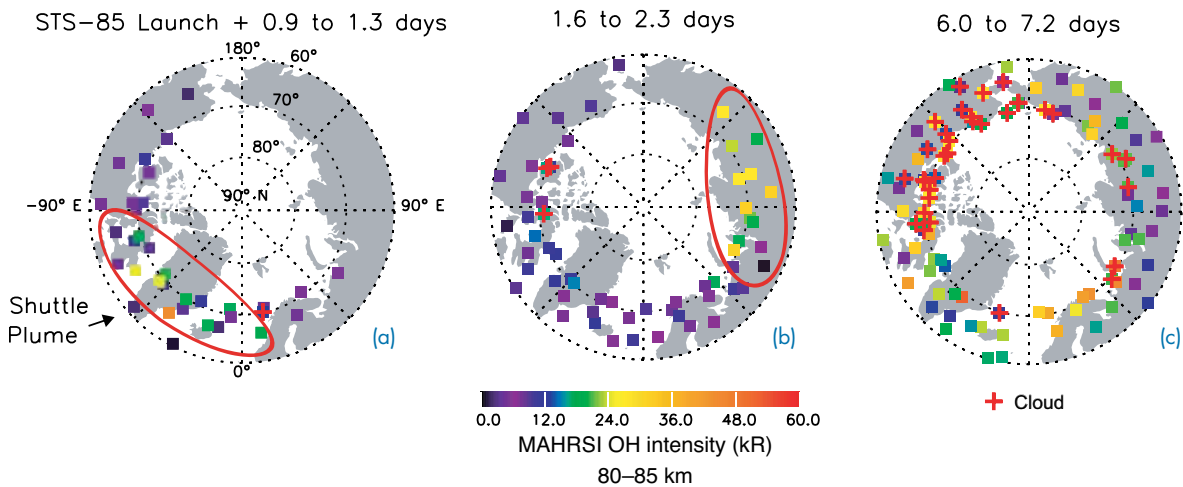 STS-85 Launch + 0.9 to 1.3 days
1.6 to 2.3 days
6.0 to 7.2 days
180°
60°
70°
80°
90° N
-90° E
90° E
0°
Shuttle
Plume
(a)
(b)
(c)
Cloud
0.0 12.0 24.0 36.0 48.0 60.0
MAHRSI OH intensity (kR)
80–85 km